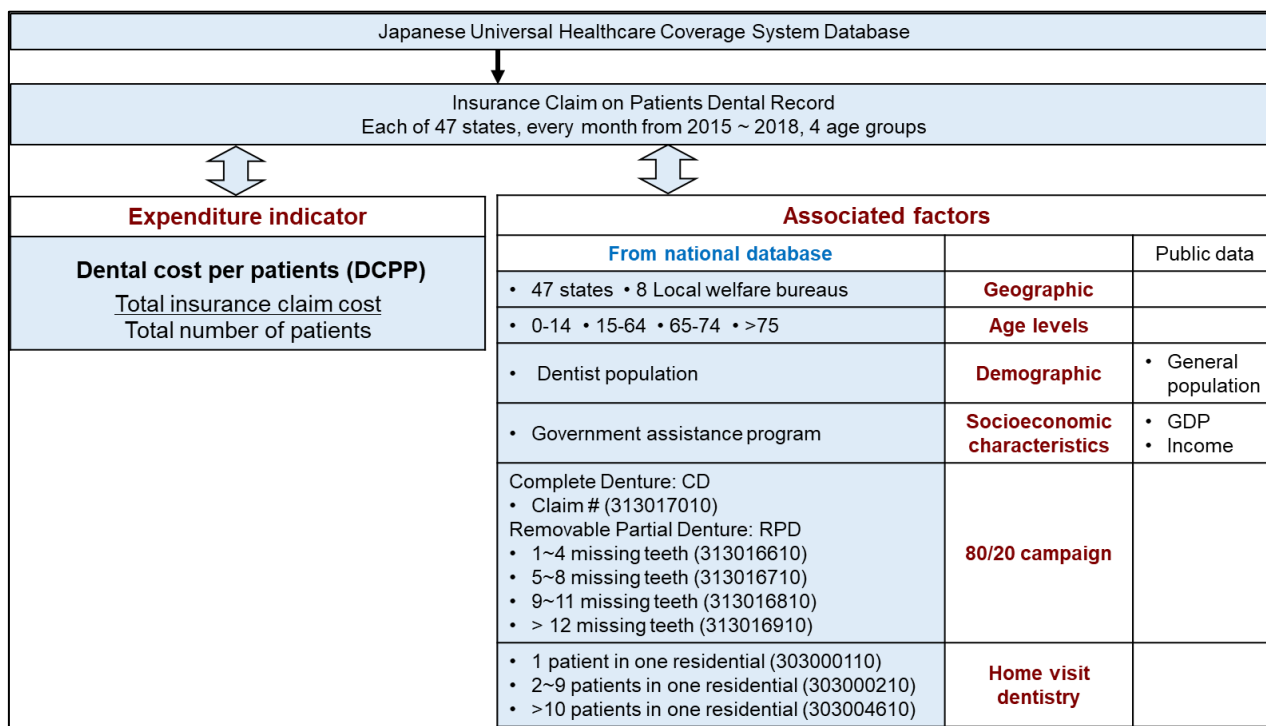 Japanese Universal Healthcare Coverage System Database
Insurance Claim on Patients Dental Record
Each of 47 states, every month from 2015 ~ 2018, 4 age groups
Expenditure indicator
Dental cost per patients (DCPP)
Total insurance claim cost
Total number of patients
Associated factors
From national database
Public data
• 47 states • 8 Local welfare bureaus
Geographic
• 0-14 • 15-64 • 65-74 • >75
Age levels
• Dentist population
Demographic
• General
population
• Government assistance program
Socioeconomic
characteristics
• GDP
• Income
Complete Denture: CD
• Claim # (313017010)
Removable Partial Denture: RPD
• 1~4 missing teeth (313016610)
• 5~8 missing teeth (313016710)
• 9~11 missing teeth (313016810)
• > 12 missing teeth (313016910)
80/20 campaign
• 1 patient in one residential (303000110)
• 2~9 patients in one residential (303000210)
• >10 patients in one residential (303004610)
Home visit
dentistry